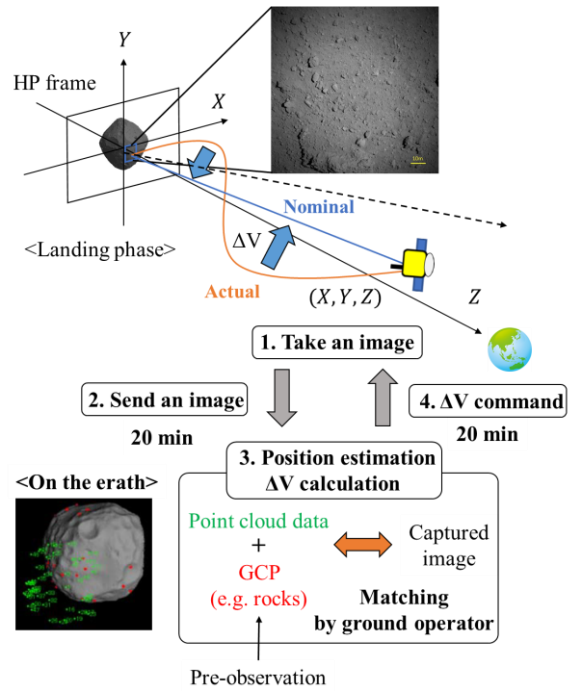 Y
HP frame
X
10m
Nominal
<Landing phase>
ΔV
Actual
(X, Y, Z)
Z
1. Take an image
2. Send an image
4. ΔV command
20 min
20 min
3. Position estimation
ΔV calculation
<On the erath>
Point cloud data
+
GCP
(e.g. rocks)
Captured
image
Matching
by ground operator
Pre-observation